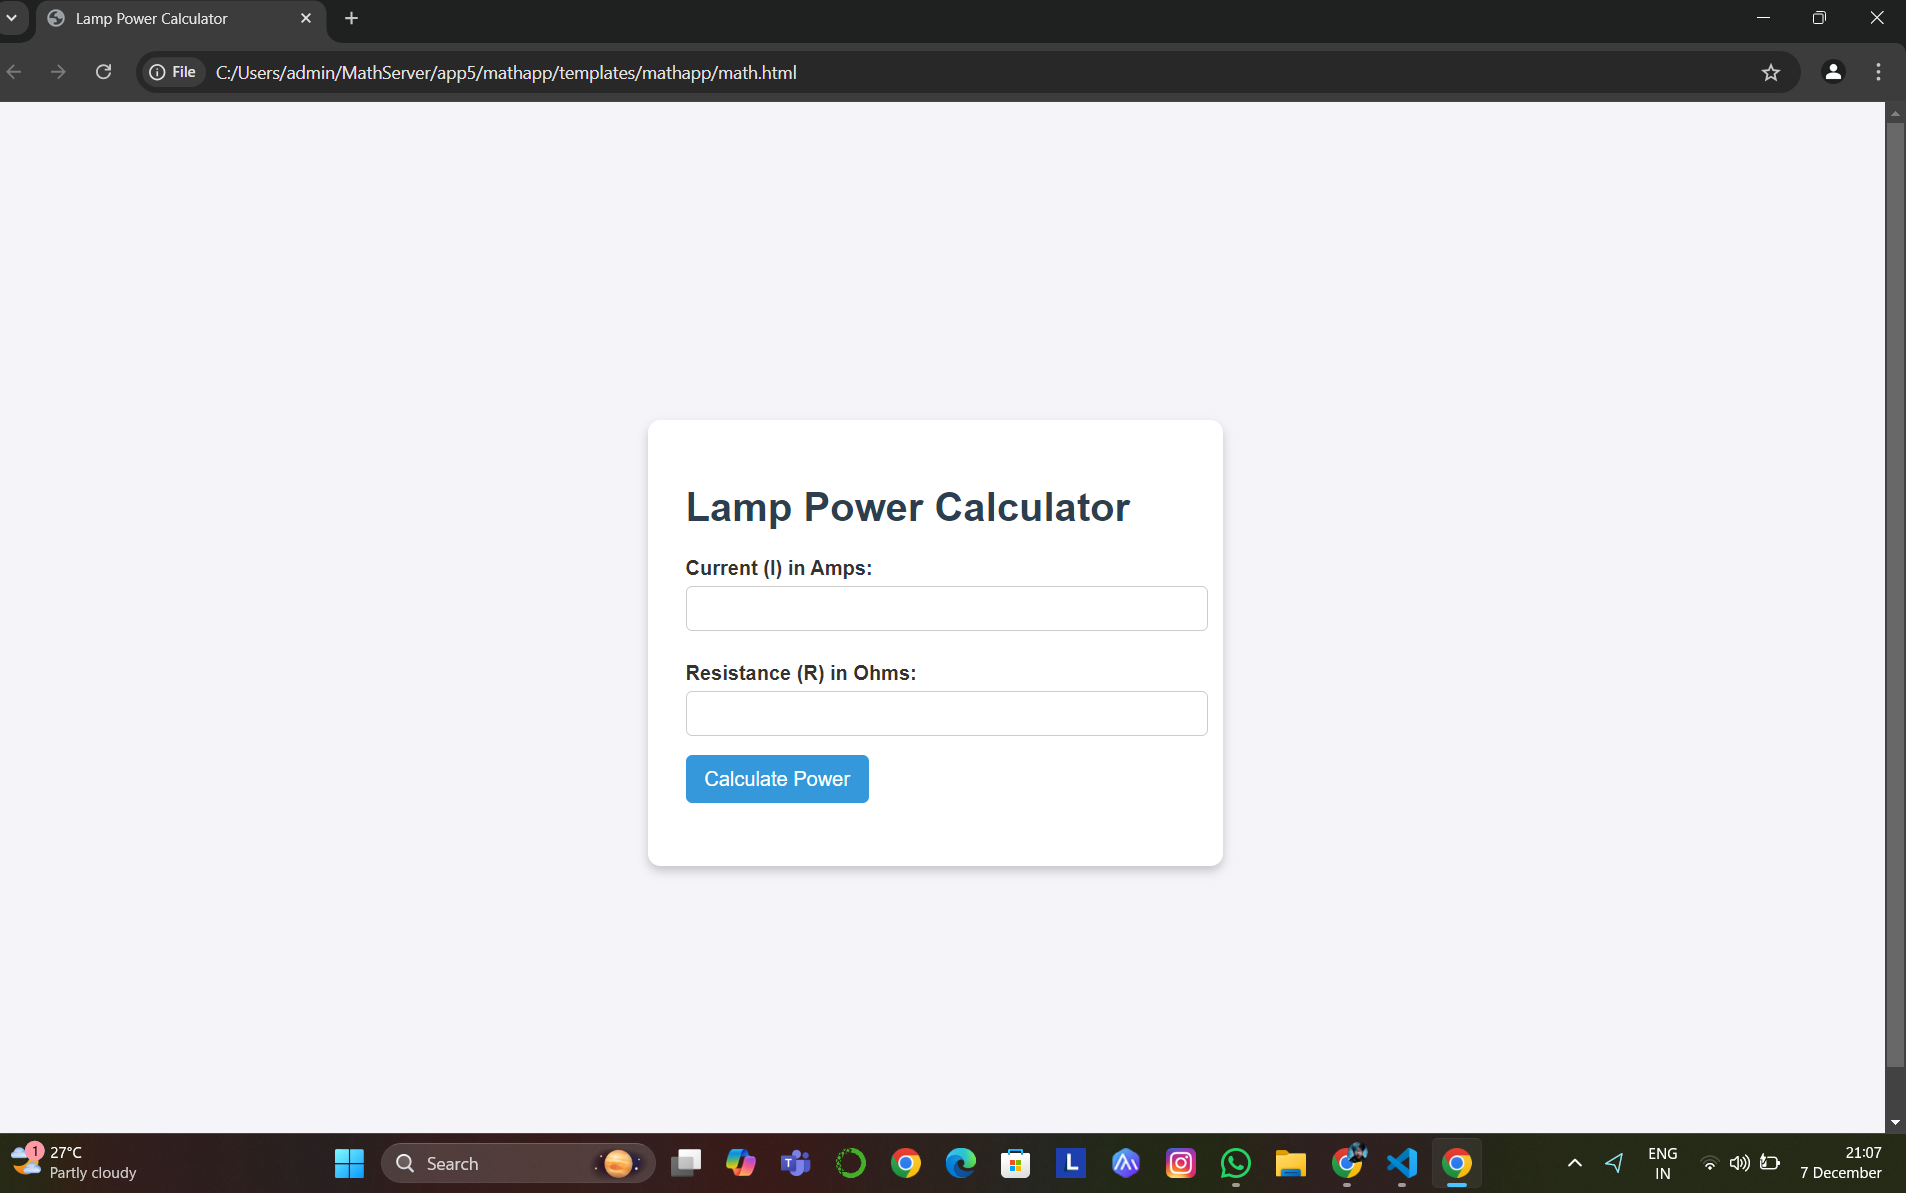 Lamp Power Calculator
File C:/Users/admin/MathServer/app5/mathapp/templates/mathapp/math.html
Lamp Power Calculator
Current (I) in Amps:
Resistance (R) in Ohms:
Calculate Power
1
27°C
Partly cloudy
Search
T
L
ENG
IN
21:07
7 December